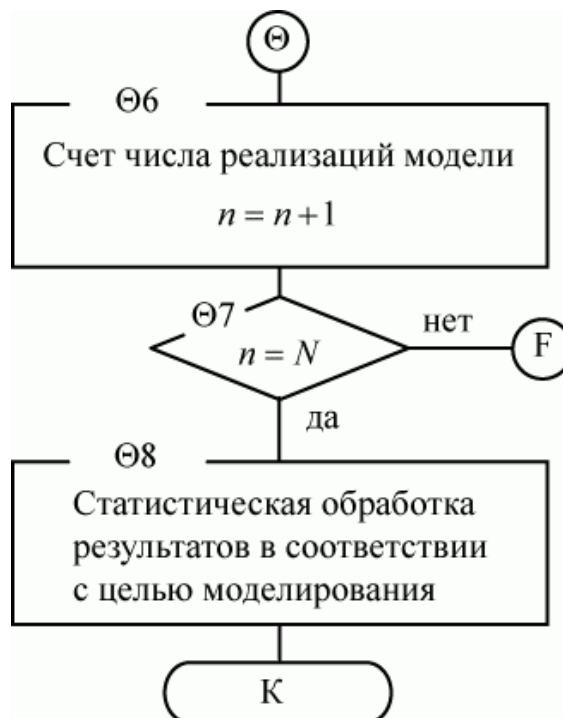 Θ
Θ6
Счет числа реализаций модели
n = n+1
Θ7
нет
n = N
F
да
Θ8
Статистическая обработка
результатов в соответствии
с целью моделирования
К